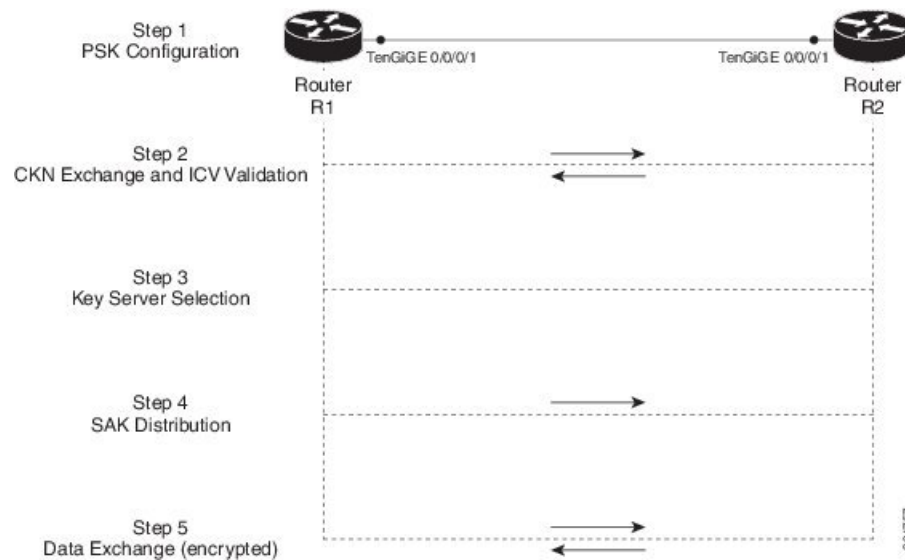 Step 1
PSK Configuration
TenGiGE 0/0/0/1
TenGiGE 0/0/0/1
Router
R1
Router
R2
Step 2
CKN Exchange and ICV Validation
Step 3
Key Server Selection
Step 4
SAK Distribution
Step 5
Data Exchange (encrypted)